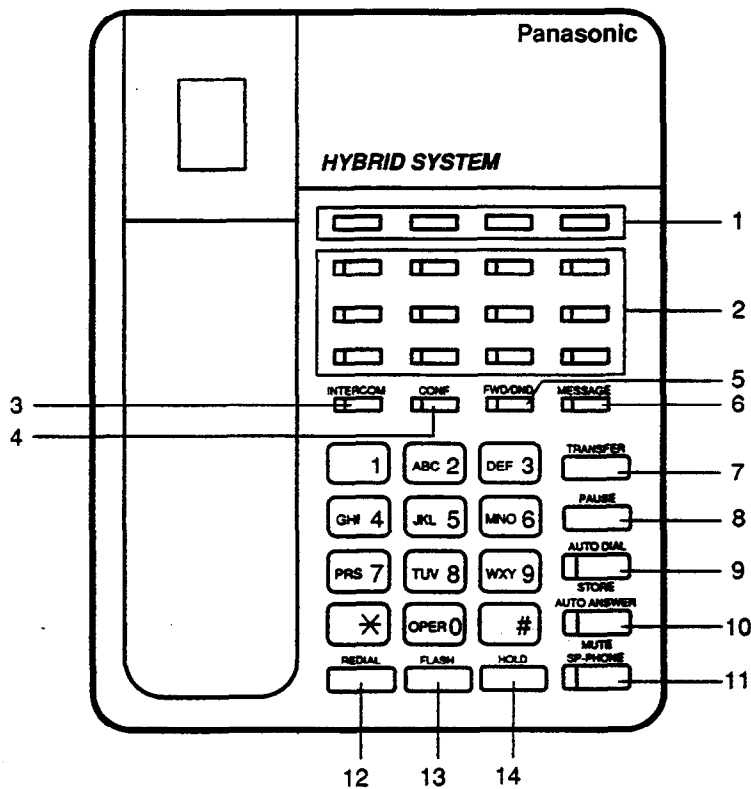 Panasonic
HYBRID SYSTEM
1
2
5
INTERCOM CONF FWD/DND MESSAGE
3
6
4
1 ABC 2 DEF 3 TRANSFER
7
GHI 4 JKL 5 MNO 6 PAUSE
8
PRS 7 TUV 8 WXY 9 AUTO DIAL
9
STORE
* OPER 0 # AUTO ANSWER
10
MUTE
REDIAL FLASH HOLD SP-PHONE
11
12 13 14